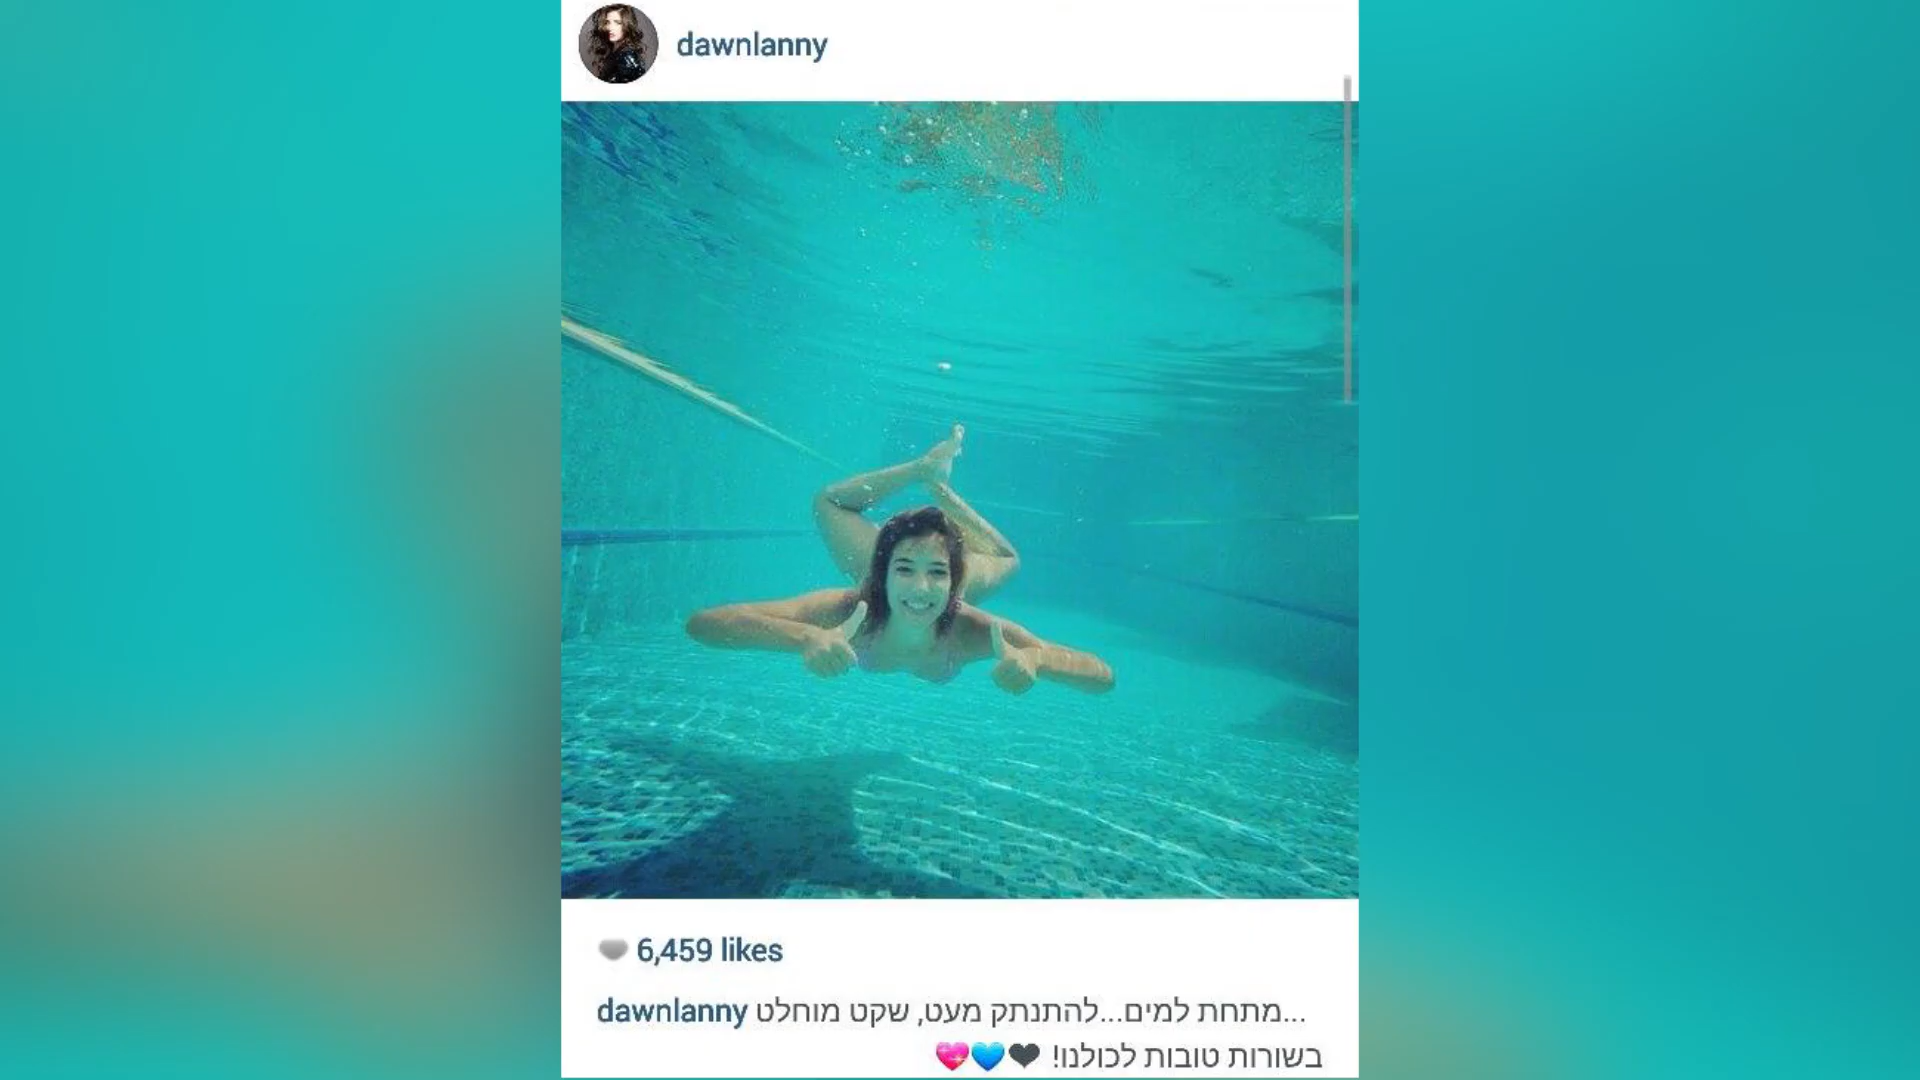 dawnlanny
6,459 likes
dawnlanny מתחת למים...להתנתק מעט, שקט מוחלט...
בשורות טובות לכולנו! 🖤💙💖